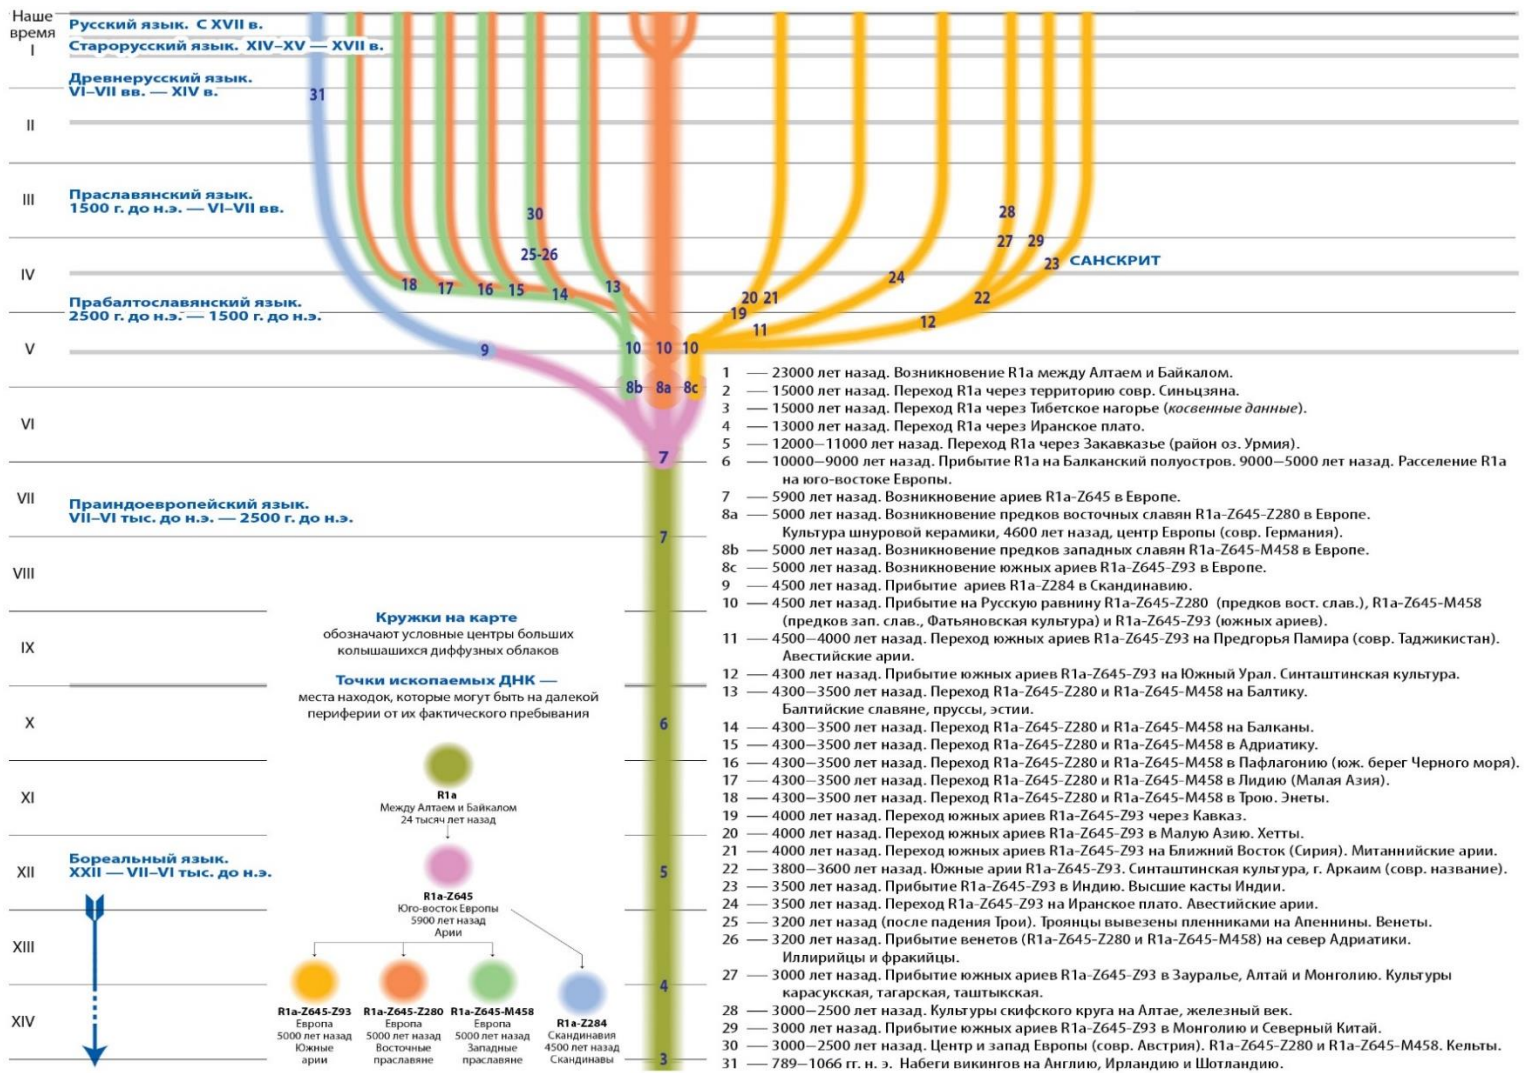 Наше
время
I
II
III
IV
V
VI
VII
VIII
IX
X
XI
XII
XIII
XIV
Русский язык. С XVII в.
Старорусский язык. XIV–XV — XVII в.
Древнерусский язык.
VI–VII вв. — XIV в.
Праславянский язык.
1500 г. до н.э. — VI–VII вв.
Прабалтославянский язык.
2500 г. до н.э. — 1500 г. до н.э.
Праиндоевропейский язык.
VII–VI тыс. до н.э. — 2500 г. до н.э.
Бореальный язык.
XXII — VII–VI тыс. до н.э.
31
30
25-26
18 17 16 15 14 13
9
10 10 10
8b 8a 8c
7
7
6
5
4
3
28
27 29
23 САНСКРИТ
24
22
20 21
19
11
12
Кружки на карте
обозначают условные центры больших
колышашихся диффузных облаков
Точки ископаемых ДНК —
места находок, которые могут быть на далекой
периферии от их фактического пребывания
R1a
Между Алтаем и Байкалом
24 тысяч лет назад
R1a-Z645
Юго-восток Европы
5900 лет назад
Арии
R1a-Z645-Z93
Европа
5000 лет назад
Южные
арии
R1a-Z645-Z280
Европа
5000 лет назад
Восточные
праславяне
R1a-Z645-M458
Европа
5000 лет назад
Западные
праславяне
R1a-Z284
Скандинавия
4500 лет назад
Скандинавы
1 — 23000 лет назад. Возникновение R1a между Алтаем и Байкалом.
2 — 15000 лет назад. Переход R1a через территорию совр. Синьцзяна.
3 — 15000 лет назад. Переход R1a через Тибетское нагорье (косвенные данные).
4 — 13000 лет назад. Переход R1a через Иранское плато.
5 — 12000–11000 лет назад. Переход R1a через Закавказье (район оз. Урмия).
6 — 10000–9000 лет назад. Прибытие R1a на Балканский полуостров. 9000–5000 лет назад. Расселение R1a
на юго-востоке Европы.
7 — 5900 лет назад. Возникновение ариев R1a-Z645 в Европе.
8a — 5000 лет назад. Возникновение предков восточных славян R1a-Z645-Z280 в Европе.
Культура шнуровой керамики, 4600 лет назад, центр Европы (совр. Германия).
8b — 5000 лет назад. Возникновение предков западных славян R1a-Z645-M458 в Европе.
8c — 5000 лет назад. Возникновение южных ариев R1a-Z645-Z93 в Европе.
9 — 4500 лет назад. Прибытие ариев R1a-Z284 в Скандинавию.
10 — 4500 лет назад. Прибытие на Русскую равнину R1a-Z645-Z280 (предков вост. слав.), R1a-Z645-M458
(предков зап. слав., Фатьяновская культура) и R1a-Z645-Z93 (южных ариев).
11 — 4500–4000 лет назад. Переход южных ариев R1a-Z645-Z93 на Предгорья Памира (совр. Таджикистан).
Авестийские арии.
12 — 4300 лет назад. Прибытие южных ариев R1a-Z645-Z93 на Южный Урал. Синташтинская культура.
13 — 4300–3500 лет назад. Переход R1a-Z645-Z280 и R1a-Z645-M458 на Балтику.
Балтийские славяне, пруссы, эстии.
14 — 4300–3500 лет назад. Переход R1a-Z645-Z280 и R1a-Z645-M458 на Балканы.
15 — 4300–3500 лет назад. Переход R1a-Z645-Z280 и R1a-Z645-M458 в Адриатику.
16 — 4300–3500 лет назад. Переход R1a-Z645-Z280 и R1a-Z645-M458 в Пафлагонию (юж. берег Черного моря).
17 — 4300–3500 лет назад. Переход R1a-Z645-Z280 и R1a-Z645-M458 в Лидию (Малая Азия).
18 — 4300–3500 лет назад. Переход R1a-Z645-Z280 и R1a-Z645-M458 в Трою. Энеты.
19 — 4000 лет назад. Переход южных ариев R1a-Z645-Z93 через Кавказ.
20 — 4000 лет назад. Переход южных ариев R1a-Z645-Z93 в Малую Азию. Хетты.
21 — 4000 лет назад. Переход южных ариев R1a-Z645-Z93 на Ближний Восток (Сирия). Митаннийские арии.
22 — 3800–3600 лет назад. Южные арии R1a-Z645-Z93. Синташтинская культура, г. Аркаим (совр. название).
23 — 3500 лет назад. Прибытие R1a-Z645-Z93 в Индию. Высшие касты Индии.
24 — 3500 лет назад. Переход R1a-Z645-Z93 на Иранское плато. Авестийские арии.
25 — 3200 лет назад (после падения Трои). Троянцы вывезены пленниками на Апеннины. Венеты.
26 — 3200 лет назад. Прибытие венетов (R1a-Z645-Z280 и R1a-Z645-M458) на север Адриатики.
Иллирийцы и фракийцы.
27 — 3000 лет назад. Прибытие южных ариев R1a-Z645-Z93 в Зауралье, Алтай и Монголию. Культуры
карасукская, тагарская, таштыкская.
28 — 3000–2500 лет назад. Культуры скифского круга на Алтае, железный век.
29 — 3000 лет назад. Прибытие южных ариев R1a-Z645-Z93 в Монголию и Северный Китай.
30 — 3000–2500 лет назад. Центр и запад Европы (совр. Австрия). R1a-Z645-Z280 и R1a-Z645-M458. Кельты.
31 — 789–1066 гг. н. э. Набеги викингов на Англию, Ирландию и Шотландию.